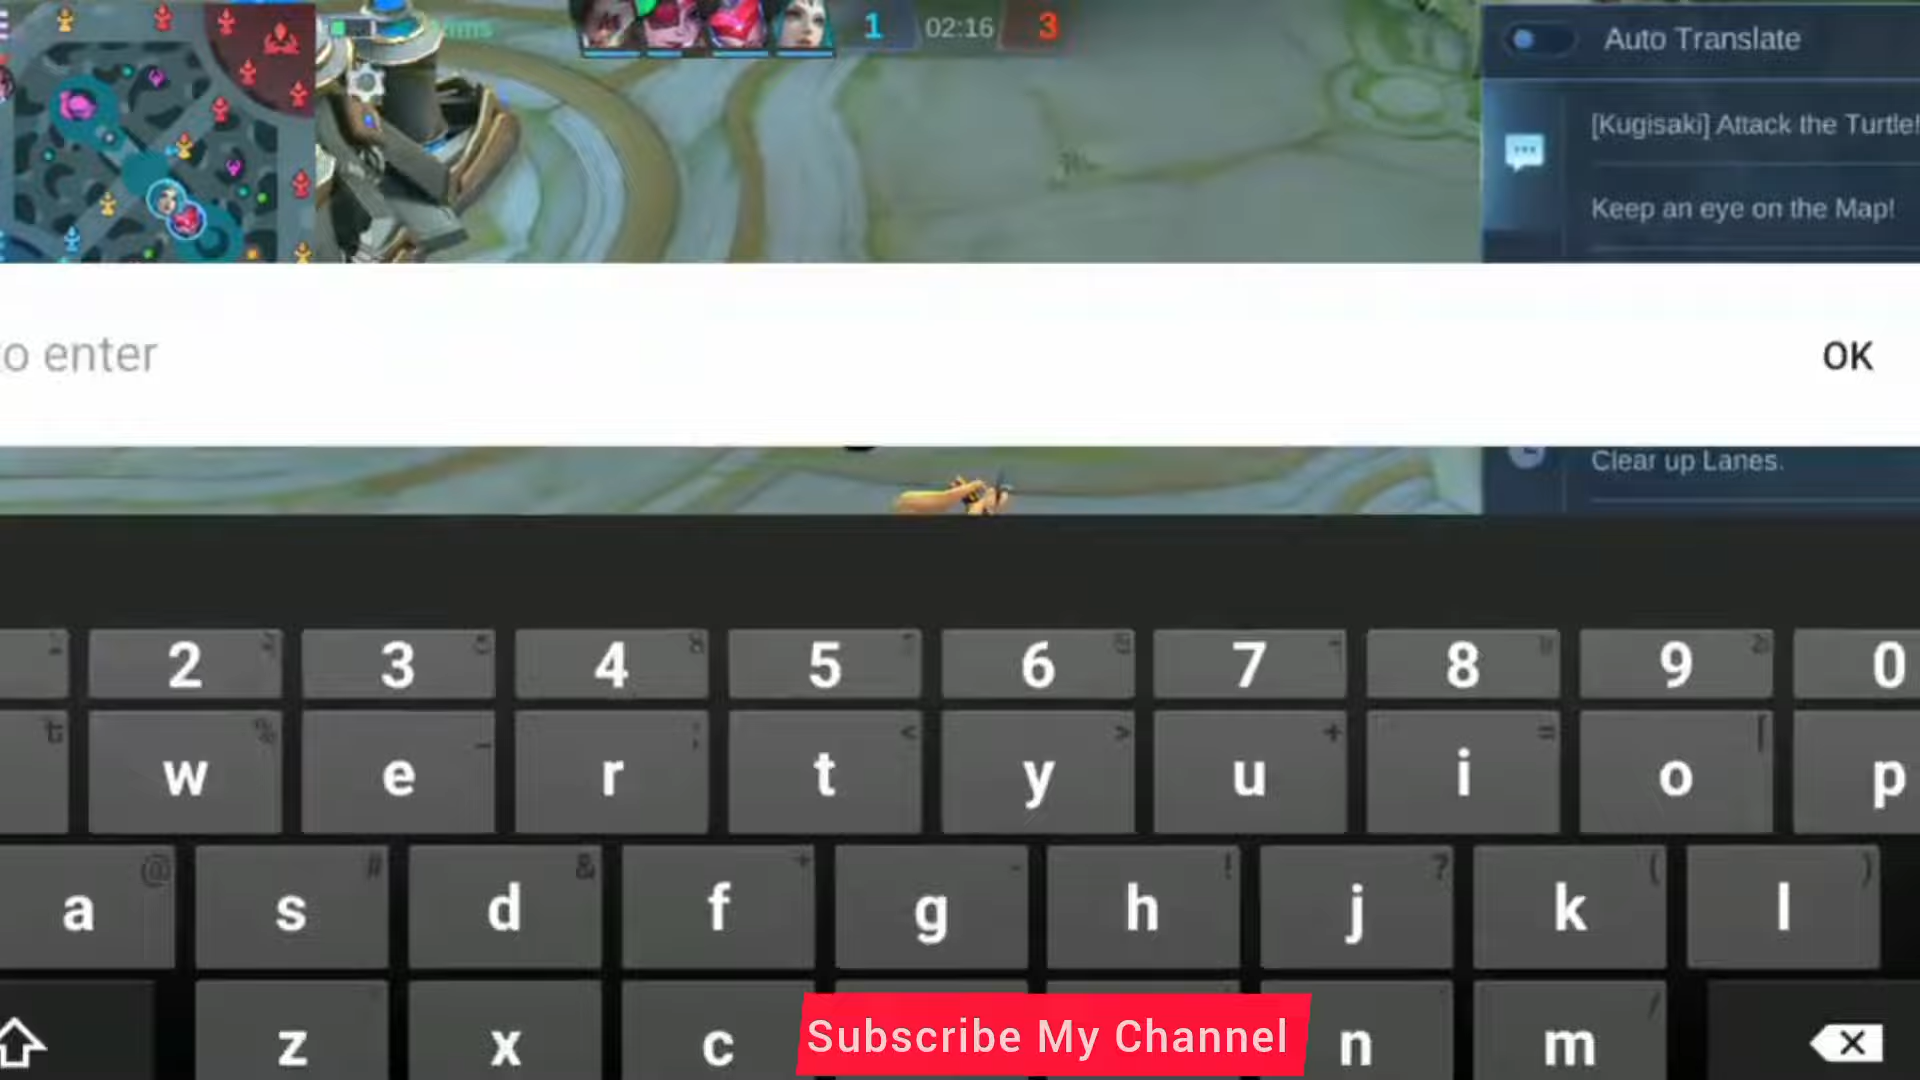 1 02:16 3
Auto Translate
[Kugisaki] Attack the Turtle!
Keep an eye on the Map!
o enter
OK
Clear up Lanes.
2 3 4 5 6 7 8 9 0
% _ ; < > + = [
w e r t y u i o p
@ # & + - ! ? ( )
a s d f g h j k l
/
z x c n m
Subscribe My Channel